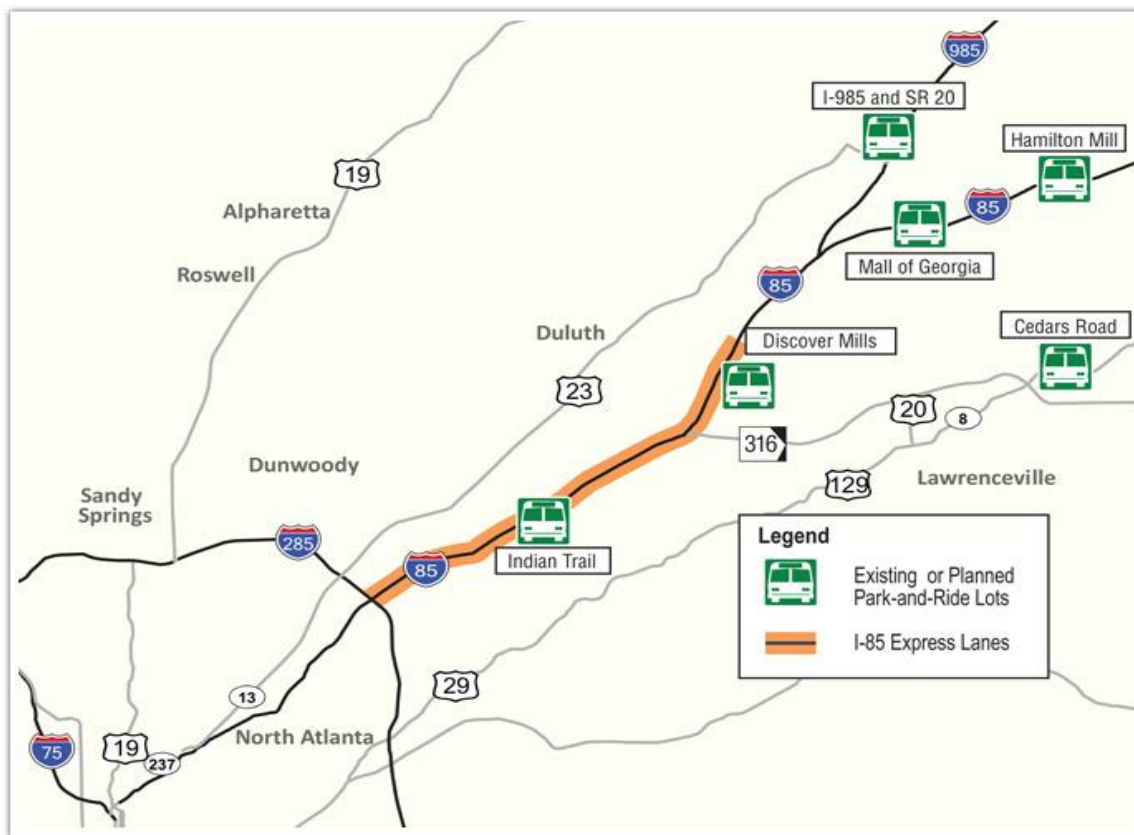 985
I-985 and SR 20
Hamilton Mill
19
85
Alpharetta
Mall of Georgia
Roswell
85
Duluth
Discover Mills
Cedars Road
23
20
8
316
Dunwoody
129
Lawrenceville
Sandy
Springs
285
Indian Trail
85
Legend
Existing or Planned
Park-and-Ride Lots
I-85 Express Lanes
29
13
North Atlanta
19
75
237